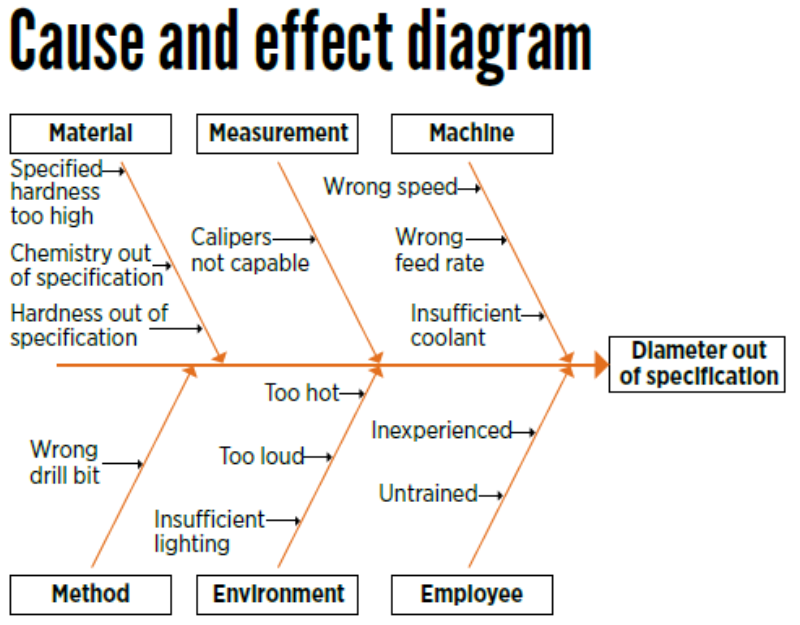 Cause and effect diagram
Material
Measurement
Machine
Specified
hardness
too high
Chemistry out
of specification
Hardness out of
specification
Calipers
not capable
Wrong speed
Wrong
feed rate
Insufficient
coolant
Diameter out
of specification
Wrong
drill bit
Too hot
Too loud
Insufficient
lighting
Inexperienced
Untrained
Method
Environment
Employee